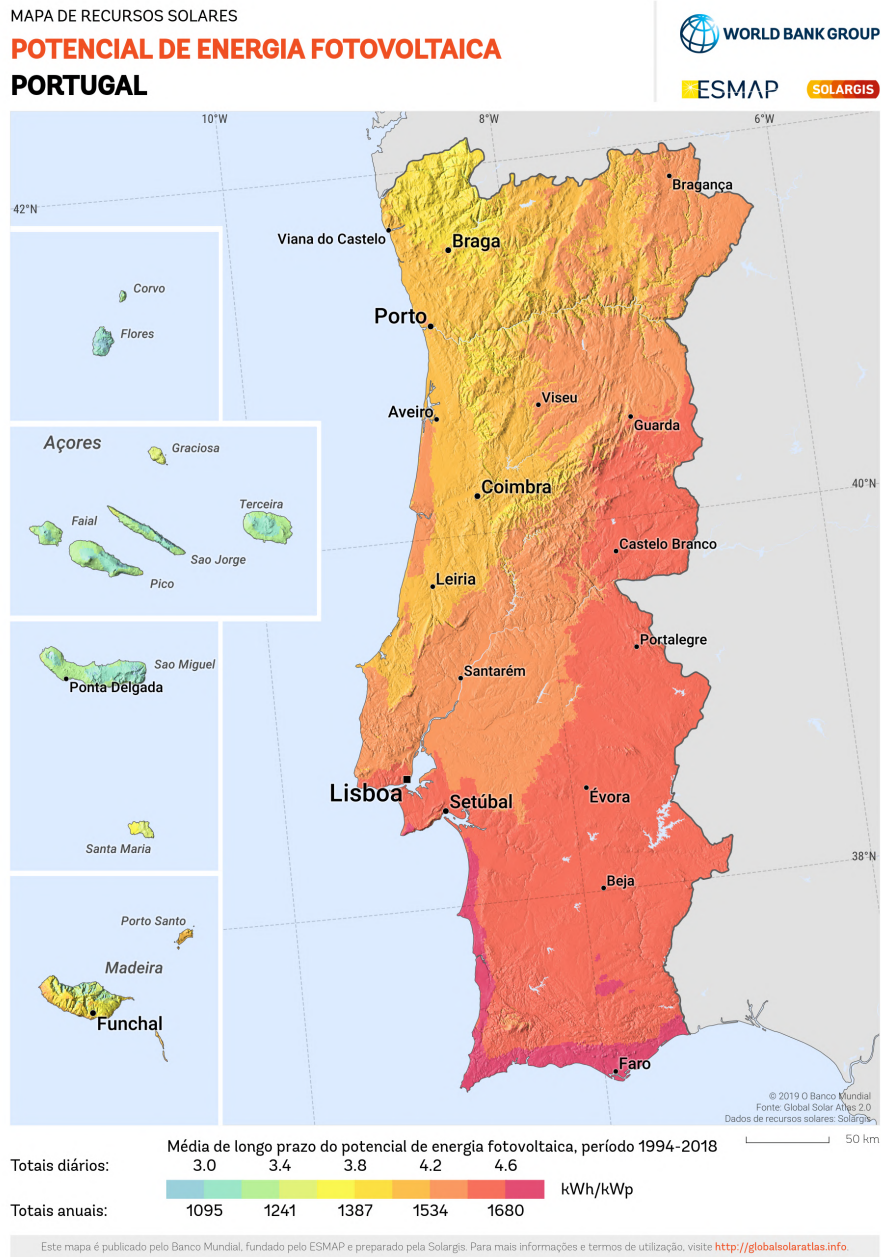 MAPA DE RECURSOS SOLARES
POTENCIAL DE ENERGIA FOTOVOLTAICA
PORTUGAL
WORLD BANK GROUP
ESMAP
SOLARGIS
10°W
8°W
6°W
42°N
Bragança
Viana do Castelo
Braga
Corvo
Flores
Porto
Viseu
Aveiro
Guarda
Açores
Graciosa
40°N
Coimbra
Terceira
Faial
Sao Jorge
Castelo Branco
Pico
Leiria
Portalegre
Sao Miguel
Santarém
Ponta Delgada
Lisboa
Setúbal
Évora
Santa Maria
38°N
Beja
Porto Santo
Madeira
Funchal
Faro
© 2019 O Banco Mundial
Fonte: Global Solar Atlas 2.0
Dados de recursos solares: Solargis
50 km
Média de longo prazo do potencial de energia fotovoltaica, período 1994-2018
Totais diários: 3.0 3.4 3.8 4.2 4.6
kWh/kWp
Totais anuais: 1095 1241 1387 1534 1680
Este mapa é publicado pelo Banco Mundial, fundado pelo ESMAP e preparado pela Solargis. Para mais informações e termos de utilização, visite http://globalsolaratlas.info.